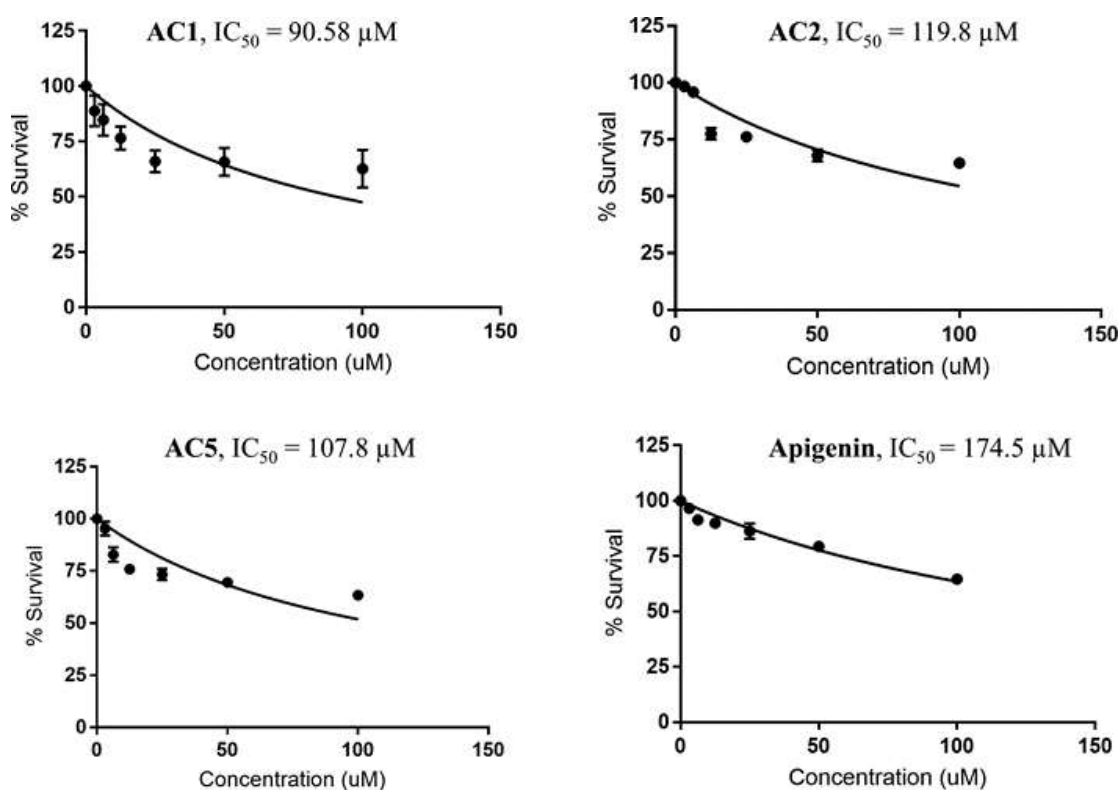 AC1, IC50 = 90.58 µM
125
100
75
50
25
0
% Survival
0 50 100 150
Concentration (uM)
AC2, IC50 = 119.8 µM
125
100
75
50
25
0
% Survival
0 50 100 150
Concentration (uM)
AC5, IC50 = 107.8 µM
125
100
75
50
25
0
% Survival
0 50 100 150
Concentration (uM)
Apigenin, IC50 = 174.5 µM
125
100
75
50
25
0
% Survival
0 50 100 150
Concentration (uM)